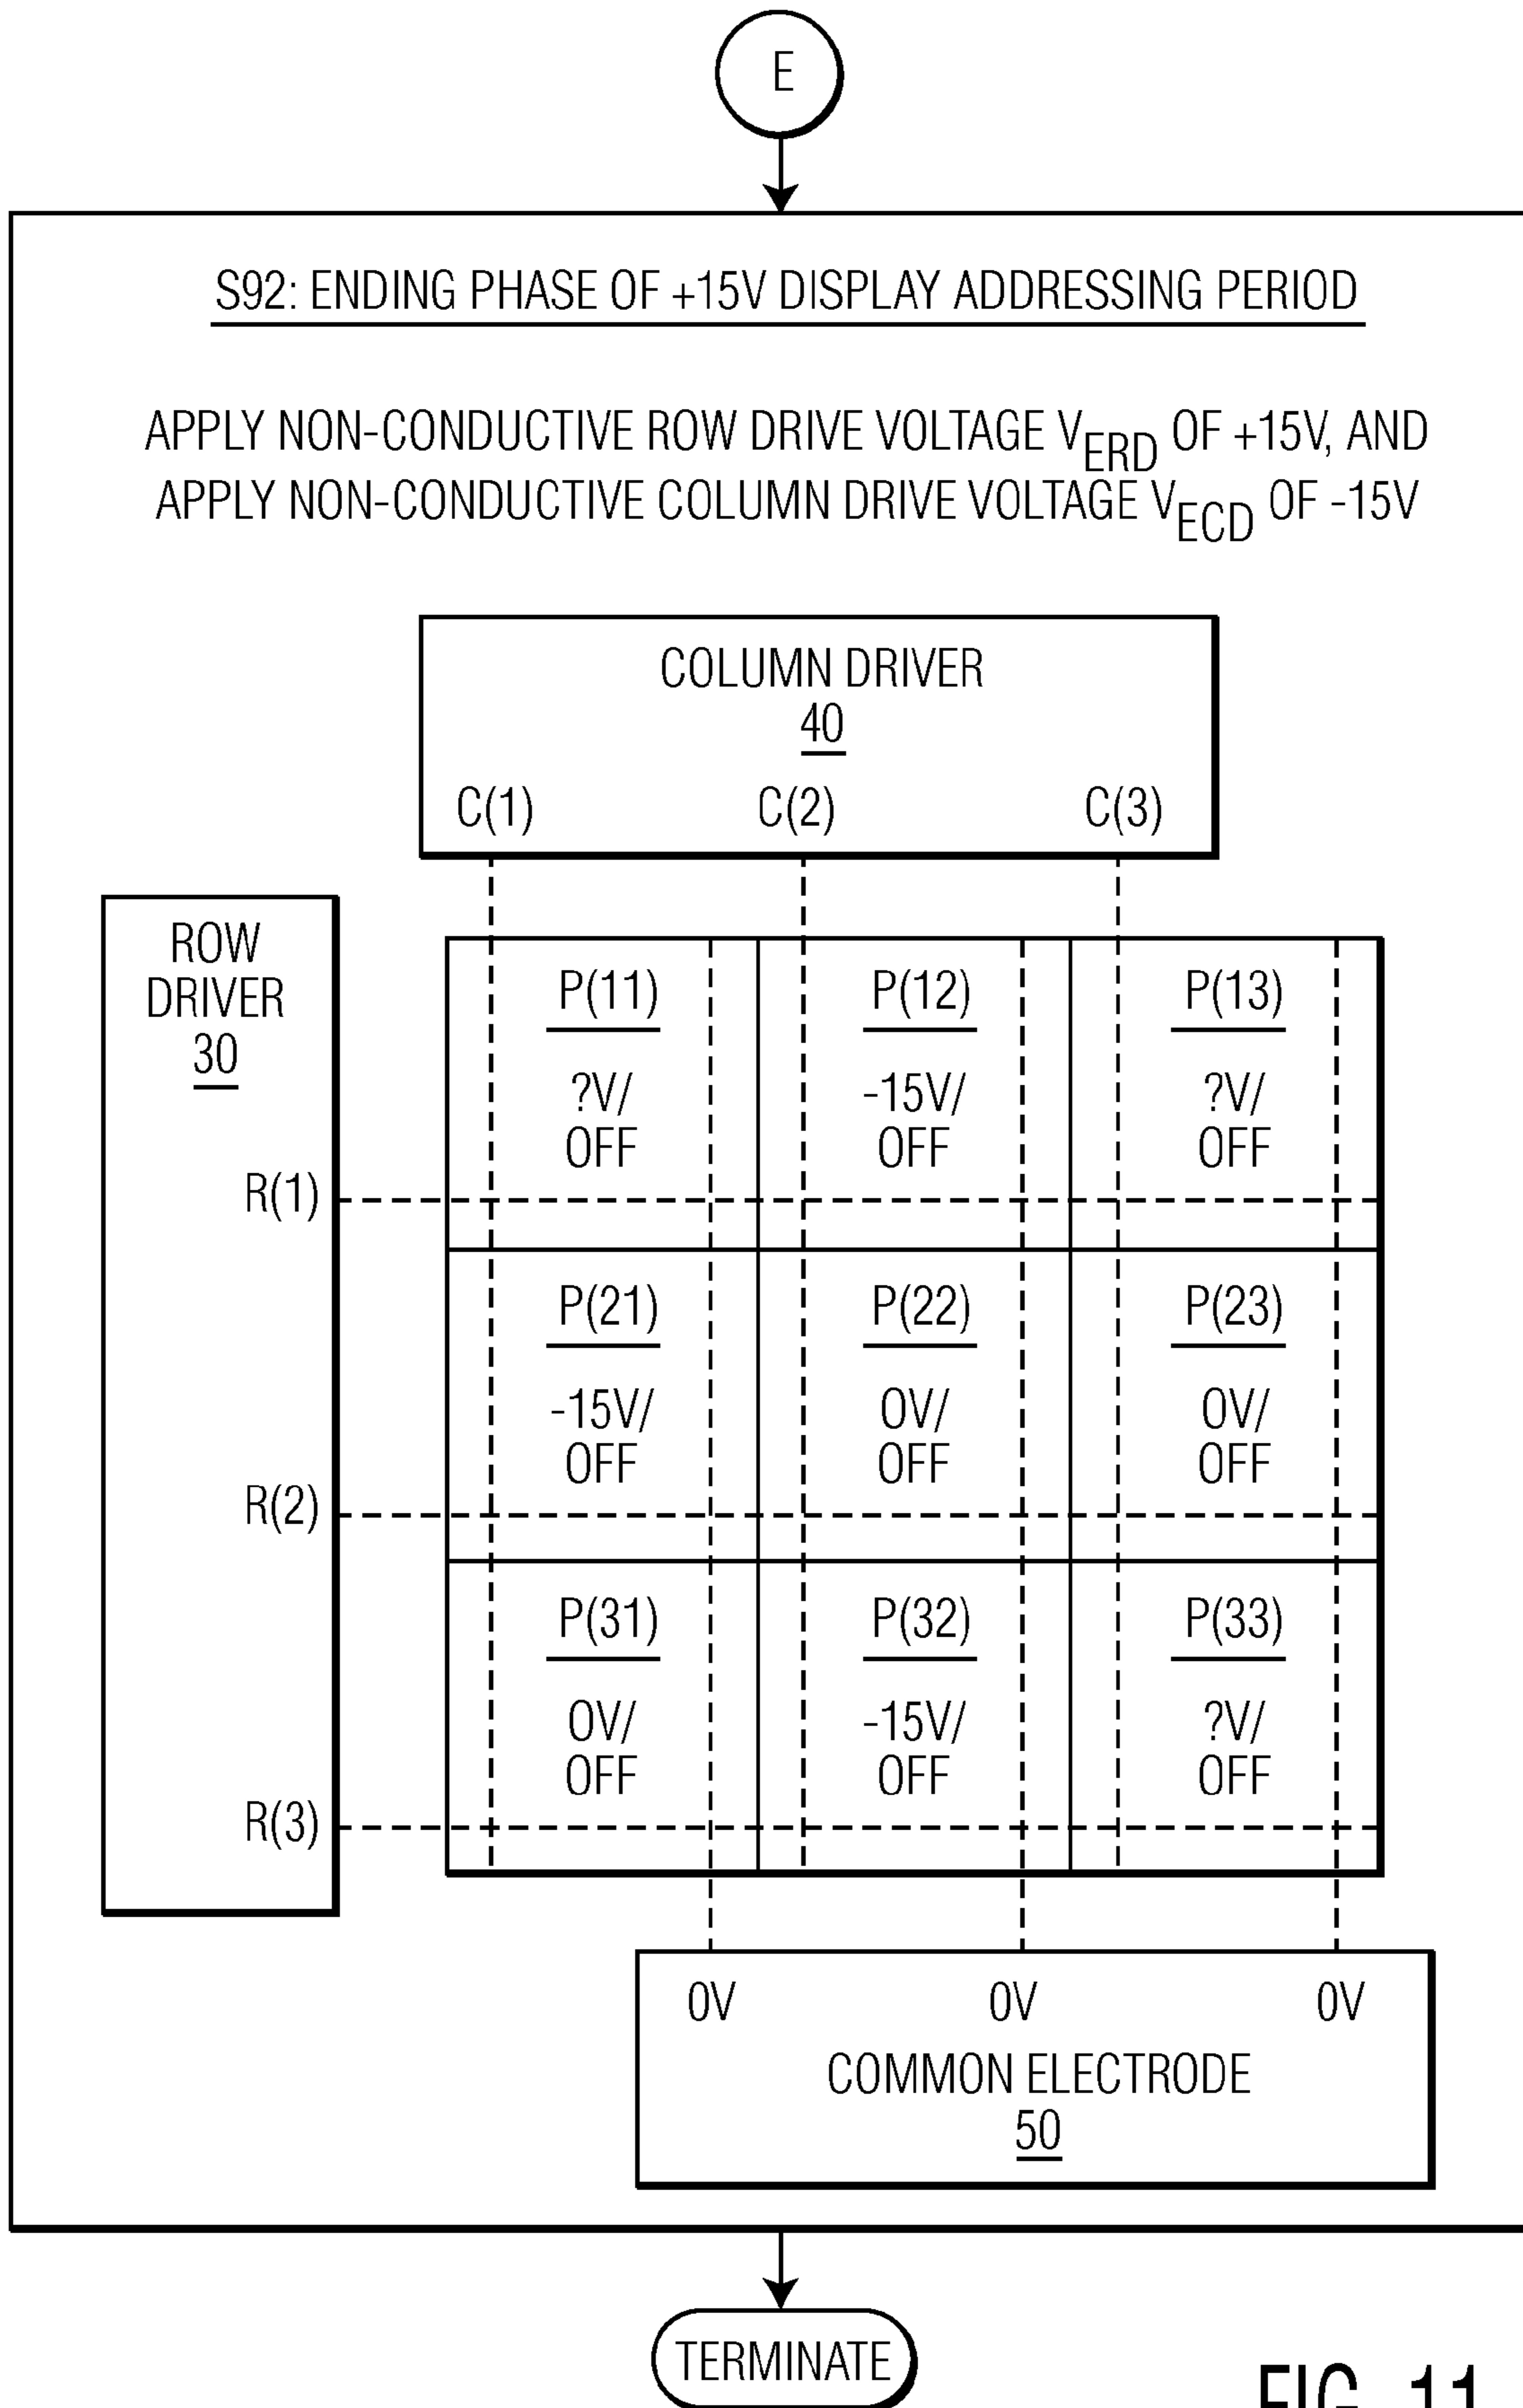 E
S92: ENDING PHASE OF +15V DISPLAY ADDRESSING PERIOD
APPLY NON-CONDUCTIVE ROW DRIVE VOLTAGE VERD OF +15V, AND
APPLY NON-CONDUCTIVE COLUMN DRIVE VOLTAGE VECD OF -15V
COLUMN DRIVER
40
C(1) C(2) C(3)
ROW
DRIVER
30
P(11) P(12) P(13)
?V/ -15V/ ?V/
OFF OFF OFF
R(1)
P(21) P(22) P(23)
-15V/ 0V/ 0V/
OFF OFF OFF
R(2)
P(31) P(32) P(33)
0V/ -15V/ ?V/
OFF OFF OFF
R(3)
0V 0V 0V
COMMON ELECTRODE
50
TERMINATE
FIG. 11